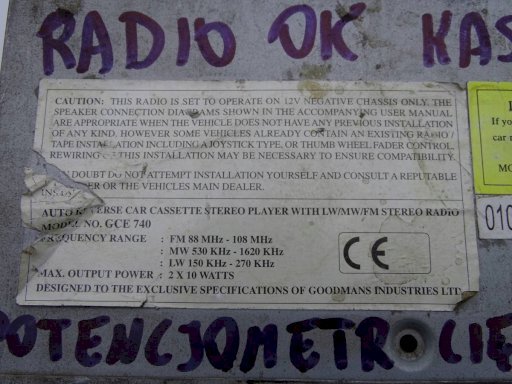 RADIO OK KAS
CAUTION: THIS RADIO IS SET TO OPERATE ON 12V NEGATIVE CHASSIS ONLY. THE
SPEAKER CONNECTION DIAGRAMS SHOWN IN THE ACCOMPANYING USER MANUAL
ARE APPROPRIATE WHEN THE VEHICLE DOES NOT HAVE ANY PREVIOUS INSTALLATION
OF ANY KIND. HOWEVER SOME VEHICLES ALREADY CONTAIN AN EXISTING RADIO
TAPE INSTALLATION INCLUDING A JOYSTICK TYPE, OR THUMB WHEEL FADER CONTROL
REWIRING THIS INSTALLATION MAY BE NECESSARY TO ENSURE COMPATIBILITY.
DOUBT DO NOT ATTEMPT INSTALLATION YOURSELF AND CONSULT A REPUTABLE
OR THE VEHICLES MAIN DEALER.
AUTO REVERSE CAR CASSETTE STEREO PLAYER WITH LW/MW/FM STEREO RADIO
MODEL NO. GCE 740
FREQUENCY RANGE : FM 88 MHz - 108 MHz
: MW 530 KHz - 1620 KHz
: LW 150 KHz - 270 KHz
MAX. OUTPUT POWER : 2 X 10 WATTS
DESIGNED TO THE EXCLUSIVE SPECIFICATIONS OF GOODMANS INDUSTRIES LTD
CE
If you
car
MO
010
POTENCJOMETR CIĘ